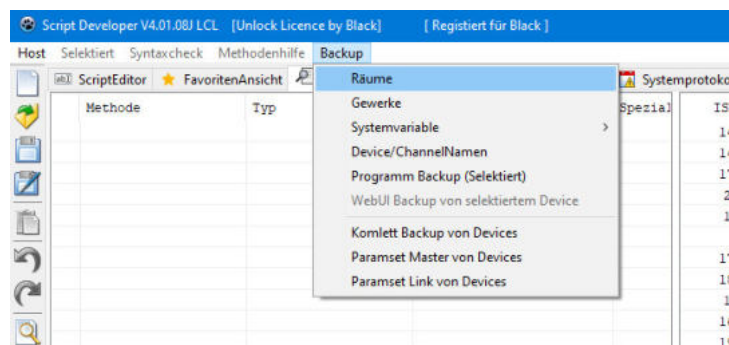 Script Developer V4.01.08J LCL [Unlock Licence by Black] [ Registiert für Black ]
Host Selektiert Syntaxcheck Methodenhilfe Backup
ScriptEditor FavoritenAnsicht
Räume
Gewerke
Systemvariable
Device/ChannelNamen
Programm Backup (Selektiert)
WebUI Backup von selektiertem Device
Komlett Backup von Devices
Paramset Master von Devices
Paramset Link von Devices
Systemprotoko
Methode Typ Spezial IS